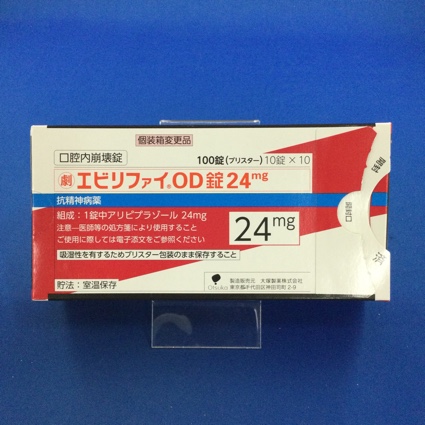 個装箱変更品
口腔内崩壊錠
100錠(ブリスター)10錠×10
劇 エビリファイ®OD錠24mg
抗精神病薬
組成:1錠中アリピプラゾール 24mg
注意―医師等の処方箋により使用すること
ご使用に際しては電子添文をご参照ください
24mg
吸湿性を有するためブリスター包装のまま保存すること
貯法:室温保存
Otsuka
製造販売元 大塚製薬株式会社
東京都千代田区神田司町2-9
開封
開封口